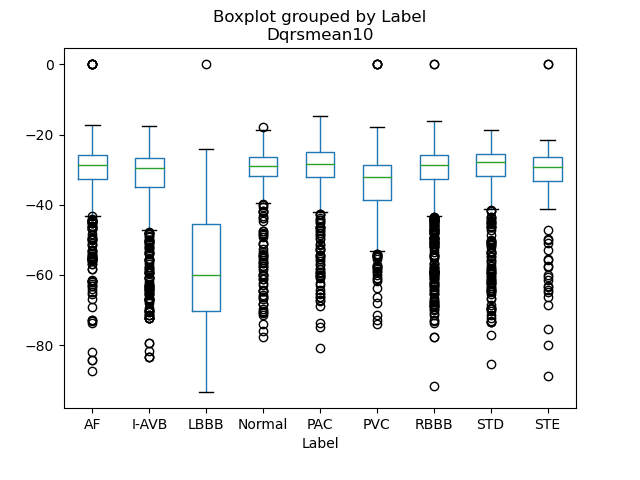 Boxplot grouped by Label
Dqrsmean10
0
−20
−40
−60
−80
AF I-AVB LBBB Normal PAC PVC RBBB STD STE
Label